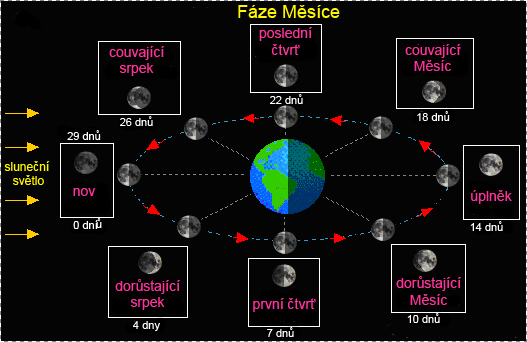 Fáze Měsíce
couvající
srpek
26 dnů
poslední
čtvrť
22 dnů
couvající
Měsíc
18 dnů
sluneční
světlo
29 dnů
nov
0 dnů
úplněk
14 dnů
dorůstající
srpek
4 dny
první čtvrť
7 dnů
dorůstající
Měsíc
10 dnů